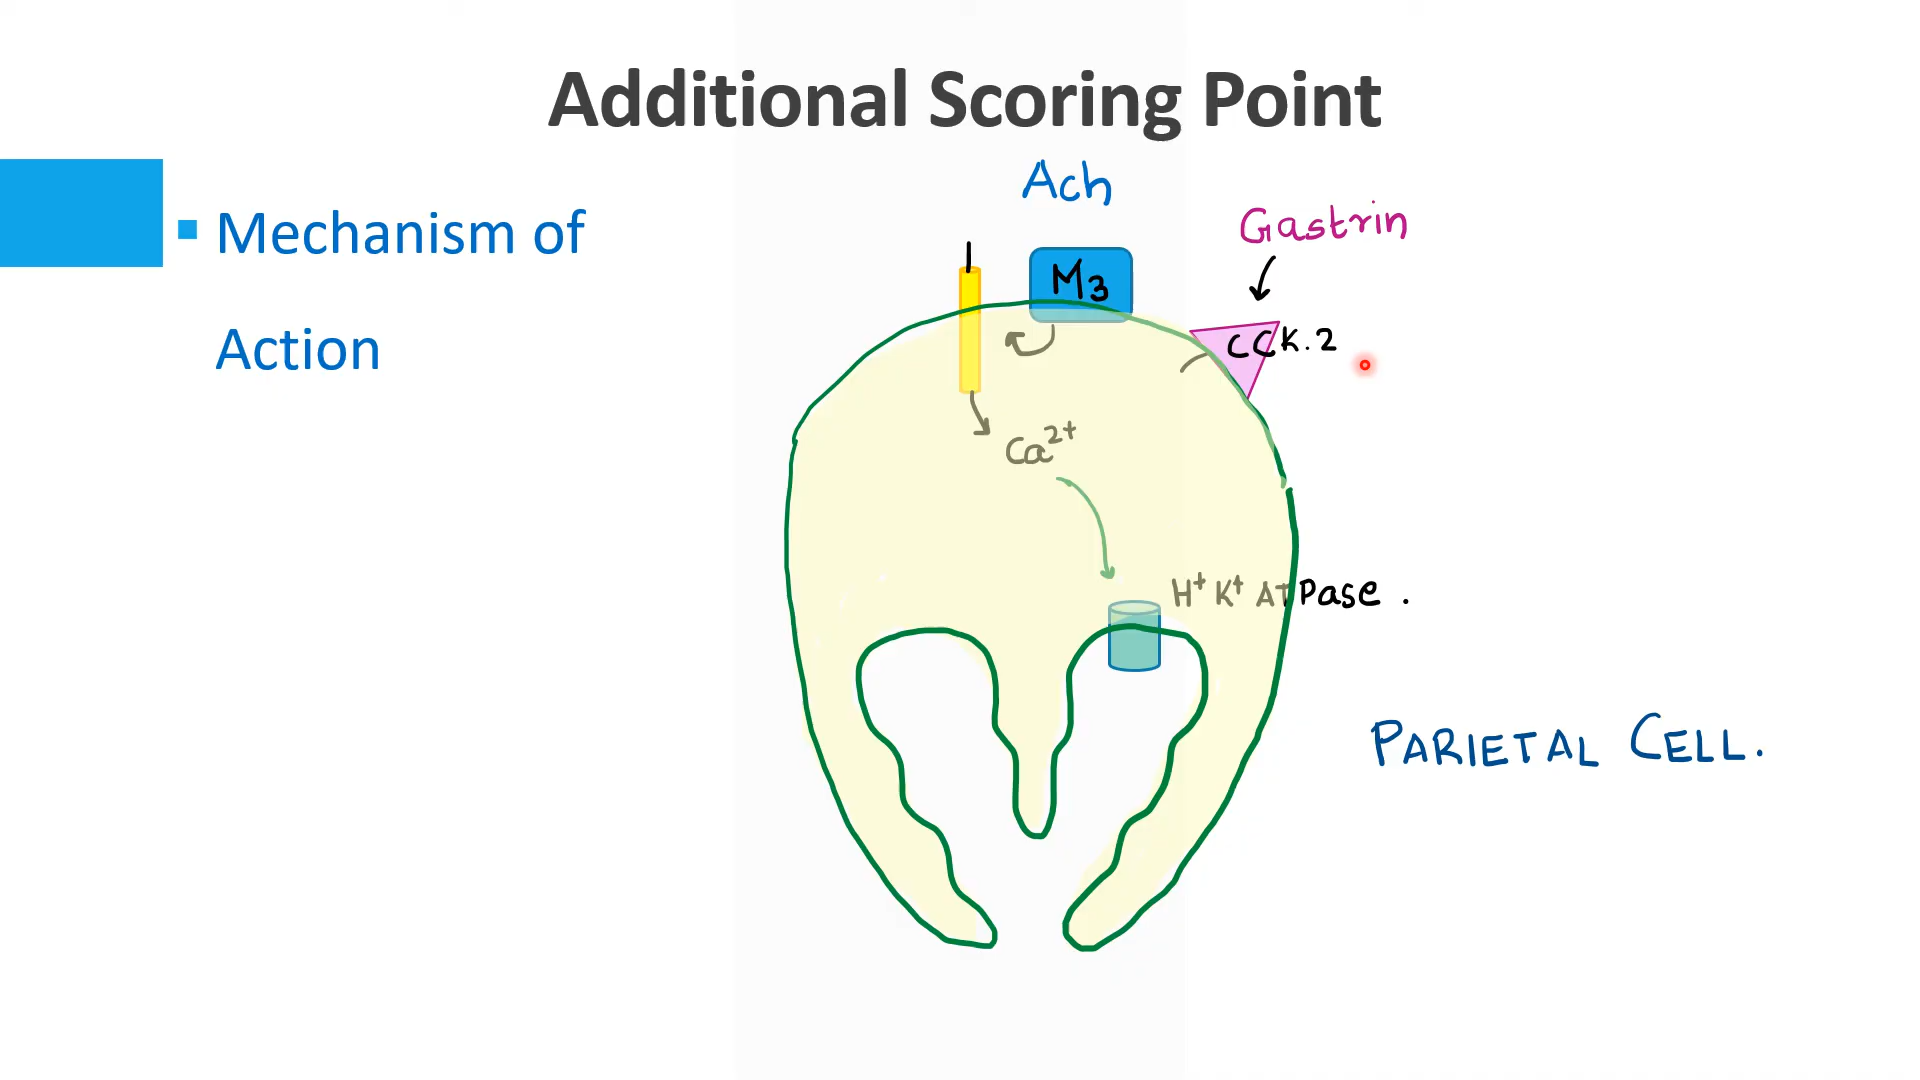 Additional Scoring Point
Mechanism of
Action
Ach
Gastrin
M3
CCK.2
Ca2+
H+ K+ ATPase .
PARIETAL CELL.